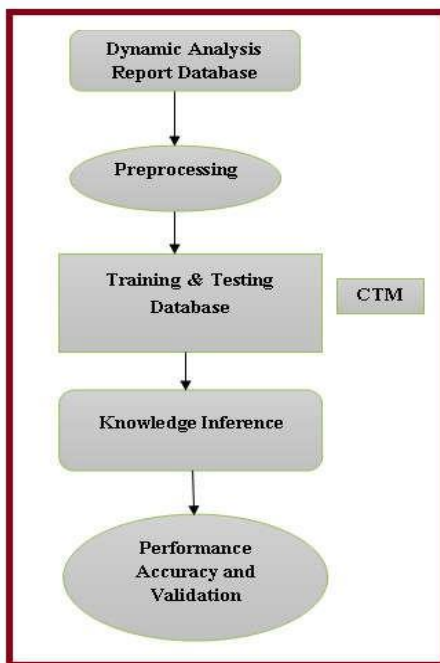 Dynamic Analysis
Report Database
Preprocessing
Training & Testing
Database
CTM
Knowledge Inference
Performance
Accuracy and
Validation